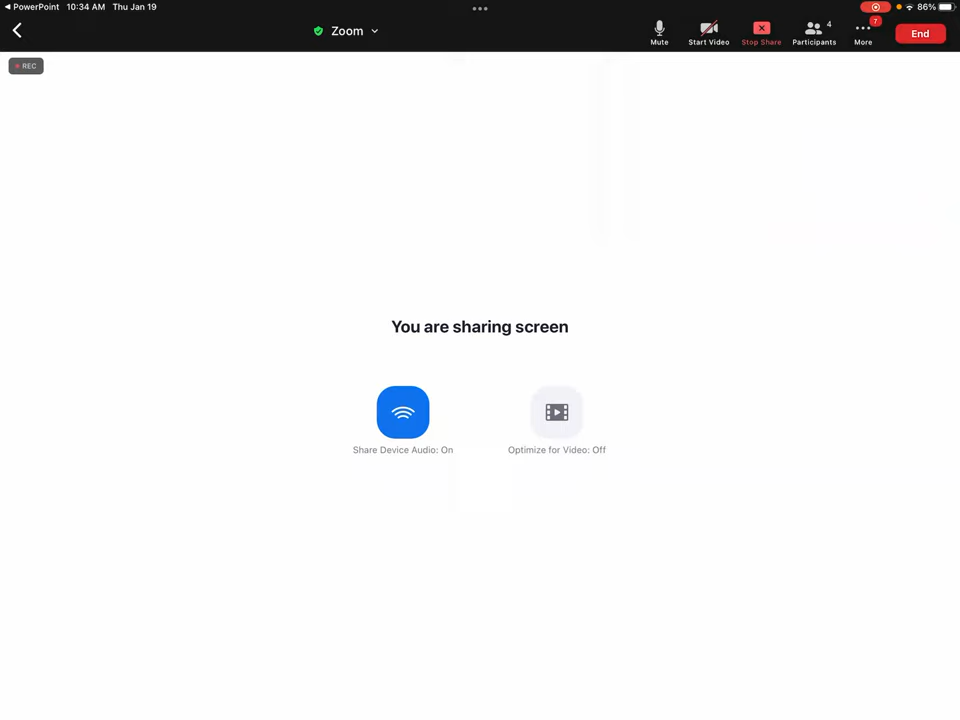 ◀ PowerPoint 10:34 AM Thu Jan 19 86%
Zoom
Mute
Start Video
Stop Share
4
Participants
7
More
End
REC
You are sharing screen
Share Device Audio: On
Optimize for Video: Off